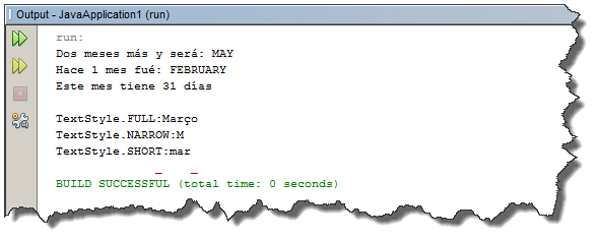 Output - JavaApplication1 (run)
run:
Dos meses más y será: MAY
Hace 1 mes fué: FEBRUARY
Este mes tiene 31 días
TextStyle.FULL:Março
TextStyle.NARROW:M
TextStyle.SHORT:mar
_ _
BUILD SUCCESSFUL (total time: 0 seconds)